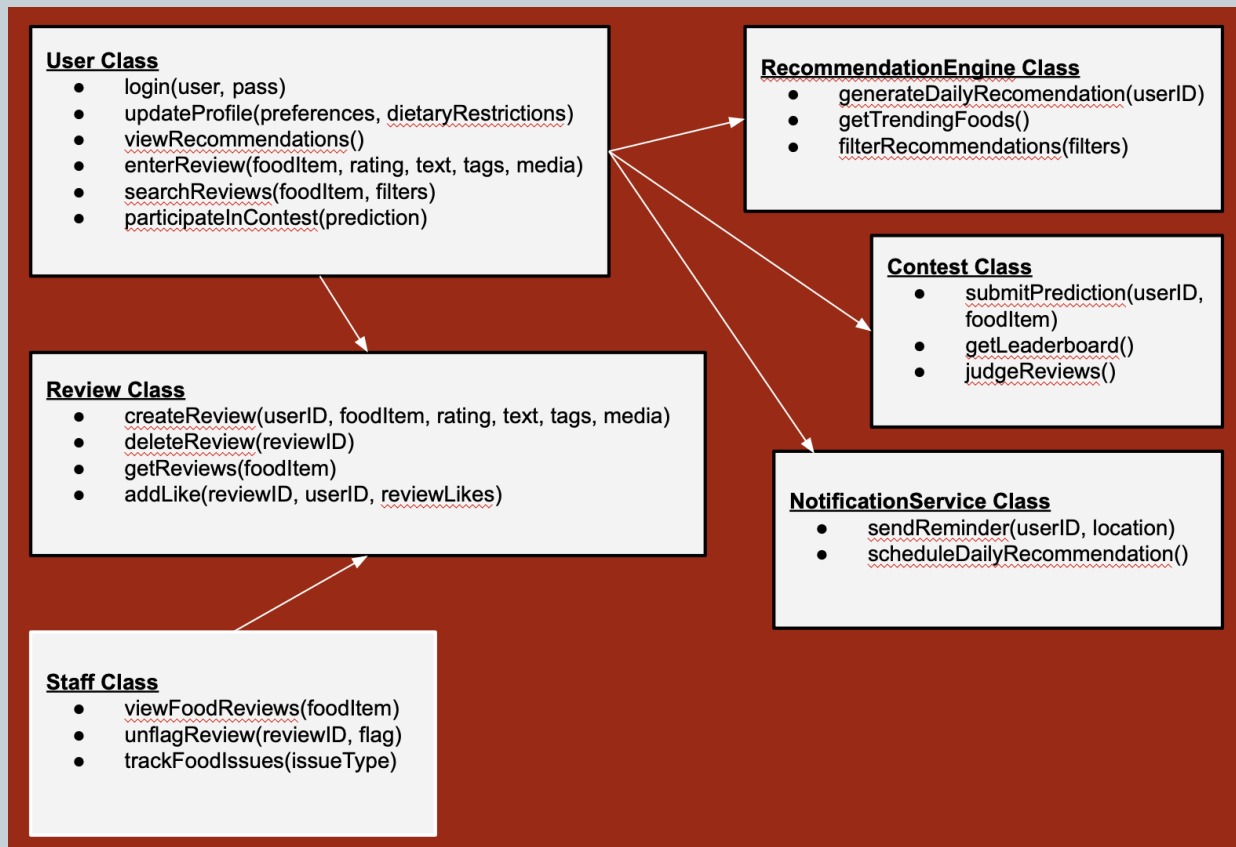 User Class
● login(user, pass)
● updateProfile(preferences, dietaryRestrictions)
● viewRecommendations()
● enterReview(foodItem, rating, text, tags, media)
● searchReviews(foodItem, filters)
● participateInContest(prediction)
RecommendationEngine Class
● generateDailyRecomendation(userID)
● getTrendingFoods()
● filterRecommendations(filters)
Contest Class
● submitPrediction(userID,
foodItem)
● getLeaderboard()
● judgeReviews()
Review Class
● createReview(userID, foodItem, rating, text, tags, media)
● deleteReview(reviewID)
● getReviews(foodItem)
● addLike(reviewID, userID, reviewLikes)
NotificationService Class
● sendReminder(userID, location)
● scheduleDailyRecommendation()
Staff Class
● viewFoodReviews(foodItem)
● unflagReview(reviewID, flag)
● trackFoodIssues(issueType)